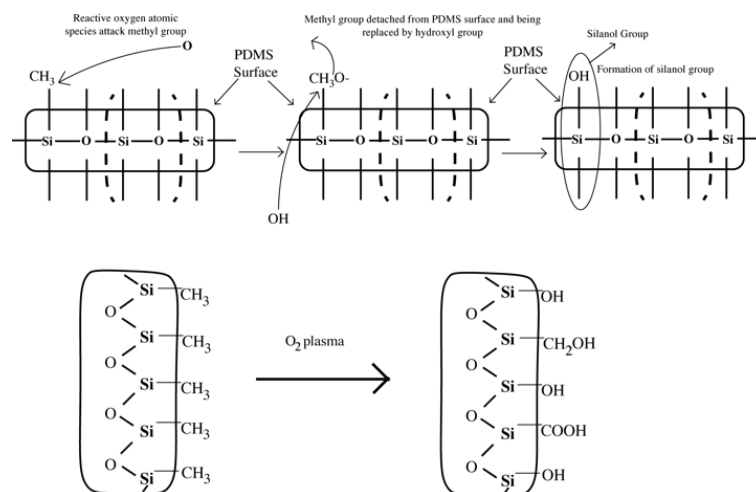 Reactive oxygen atomic
species attack methyl group
O
CH3
PDMS
Surface
Si O Si O Si
Methyl group detached from PDMS surface and being
replaced by hydroxyl group
CH3O-
PDMS
Surface
Si O Si O Si
OH
Silanol Group
Formation of silanol group
OH
Si O Si O Si
Si CH3
O
Si CH3
O
Si CH3
O
Si CH3
O
Si CH3
O2 plasma
Si OH
O
Si CH2OH
O
Si OH
O
Si COOH
O
Si OH